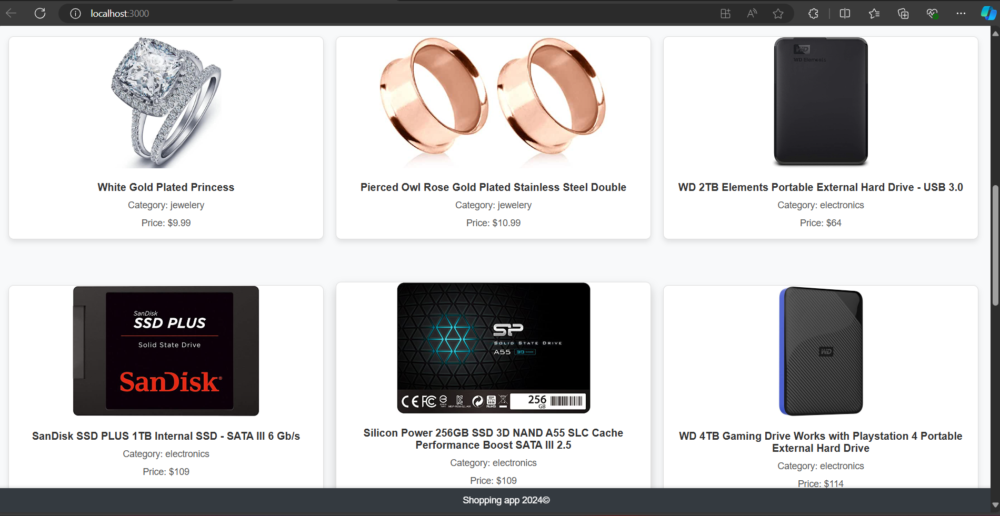 localhost:3000
WD
WD Elements
White Gold Plated Princess
Category: jewelery
Price: $9.99
Pierced Owl Rose Gold Plated Stainless Steel Double
Category: jewelery
Price: $10.99
WD 2TB Elements Portable External Hard Drive - USB 3.0
Category: electronics
Price: $64
SanDisk
SSD PLUS
Solid State Drive
SanDisk®
SP
SOLID STATE DRIVE
A55 3D NAND
CE FC
RoHS
256
GB
WD
SanDisk SSD PLUS 1TB Internal SSD - SATA III 6 Gb/s
Category: electronics
Price: $109
Silicon Power 256GB SSD 3D NAND A55 SLC Cache
Performance Boost SATA III 2.5
Category: electronics
Price: $109
WD 4TB Gaming Drive Works with Playstation 4 Portable
External Hard Drive
Category: electronics
Price: $114
Shopping app 2024©